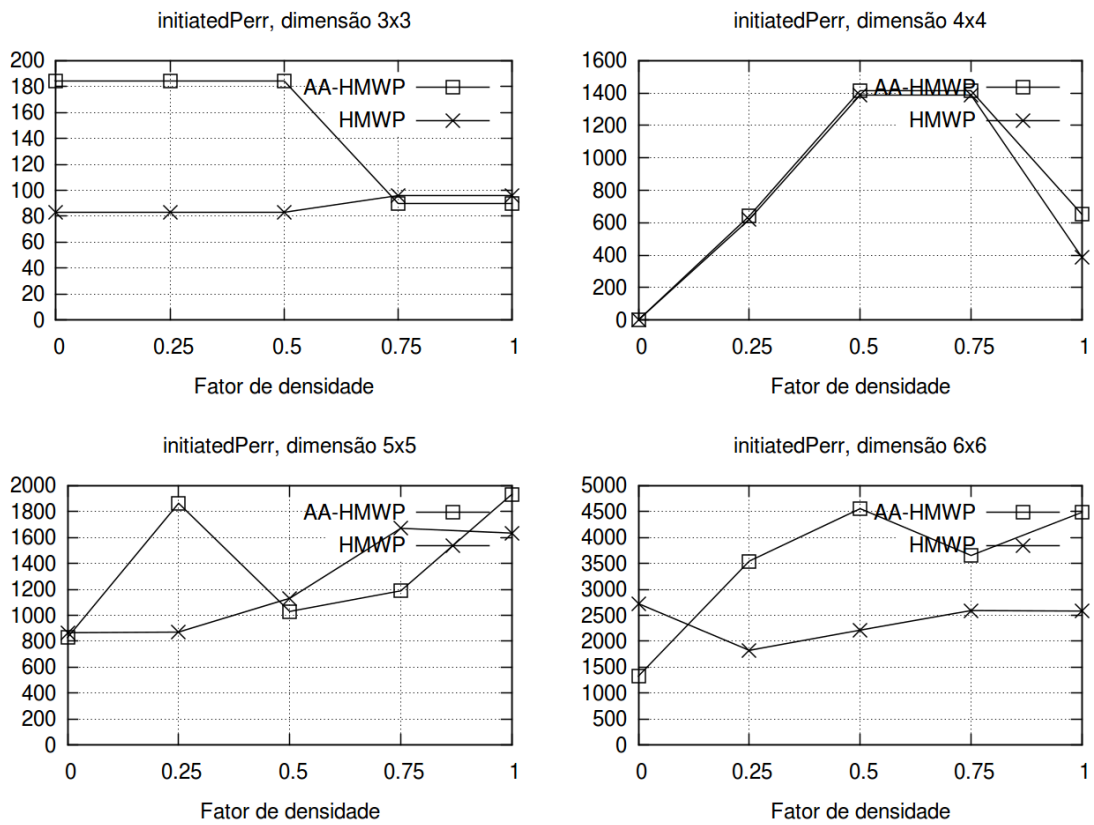 initiatedPerr, dimensão 3x3
200
180
160
140
120
100
80
60
40
20
0
AA-HMWP
HMWP
0 0.25 0.5 0.75 1
Fator de densidade
initiatedPerr, dimensão 4x4
1600
1400
1200
1000
800
600
400
200
0
AA-HMWP
HMWP
0 0.25 0.5 0.75 1
Fator de densidade
initiatedPerr, dimensão 5x5
2000
1800
1600
1400
1200
1000
800
600
400
200
0
AA-HMWP
HMWP
0 0.25 0.5 0.75 1
Fator de densidade
initiatedPerr, dimensão 6x6
5000
4500
4000
3500
3000
2500
2000
1500
1000
500
0
AA-HMWP
HMWP
0 0.25 0.5 0.75 1
Fator de densidade